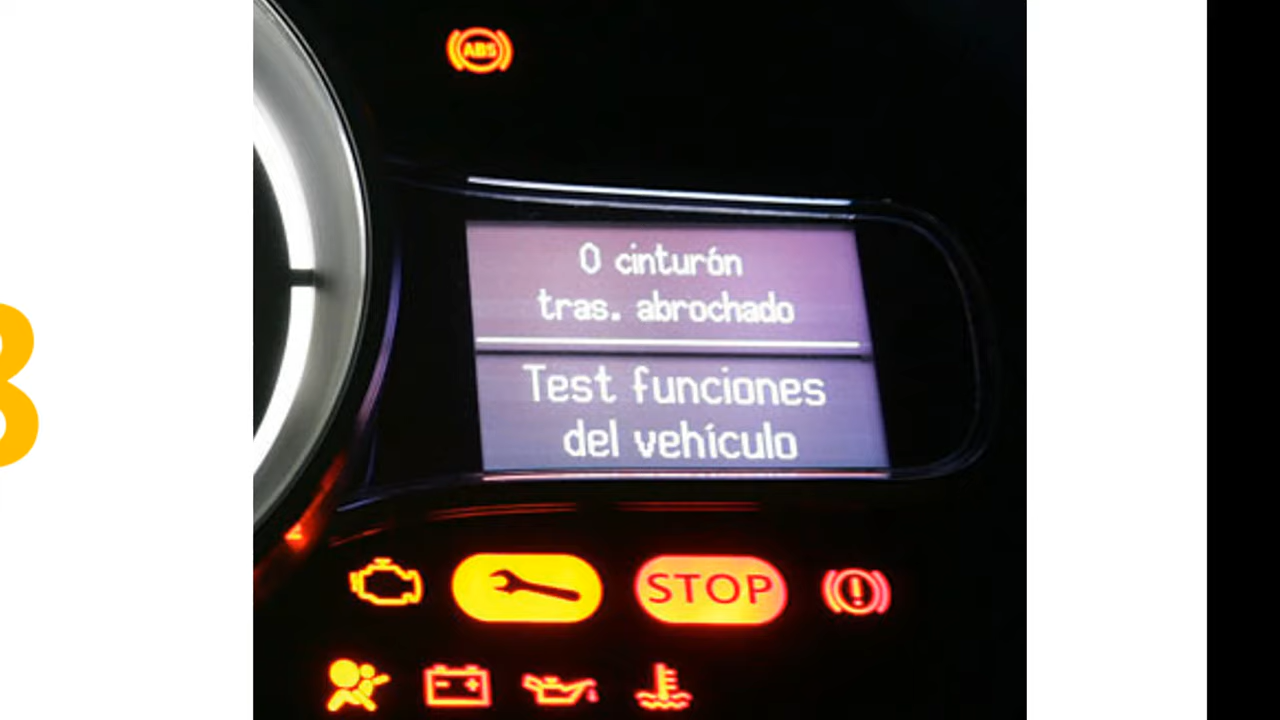 ABS
0 cinturón
tras. abrochado
Test funciones
del vehículo
STOP